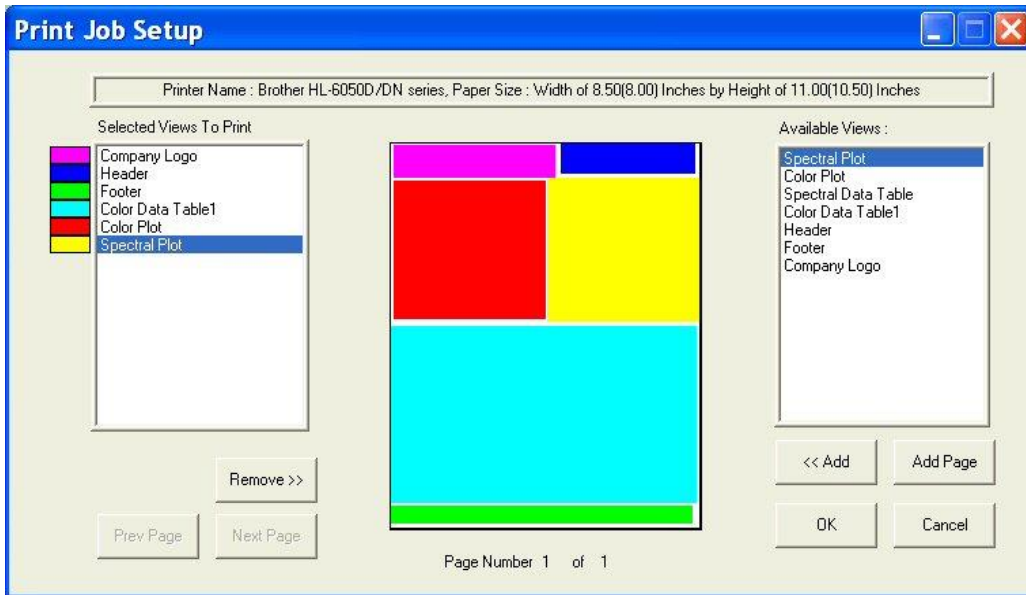 Print Job Setup
Printer Name : Brother HL-6050D/DN series, Paper Size : Width of 8.50(8.00) Inches by Height of 11.00(10.50) Inches
Selected Views To Print
Company Logo
Header
Footer
Color Data Table1
Color Plot
Spectral Plot
Remove >>
Prev Page
Next Page
Page Number 1 of 1
Available Views :
Spectral Plot
Color Plot
Spectral Data Table
Color Data Table1
Header
Footer
Company Logo
<< Add
Add Page
OK
Cancel